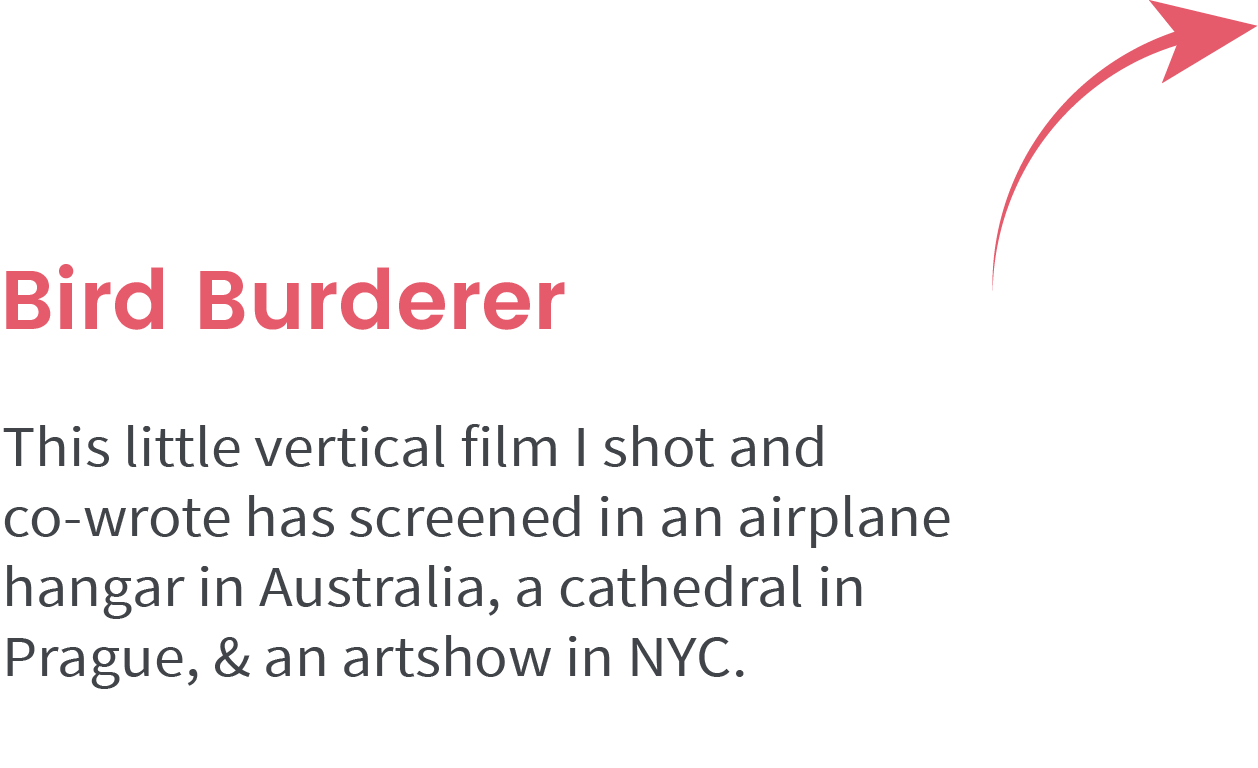 Bird Burderer
This little vertical film I shot and
co-wrote has screened in an airplane
hangar in Australia, a cathedral in
Prague, & an artshow in NYC.